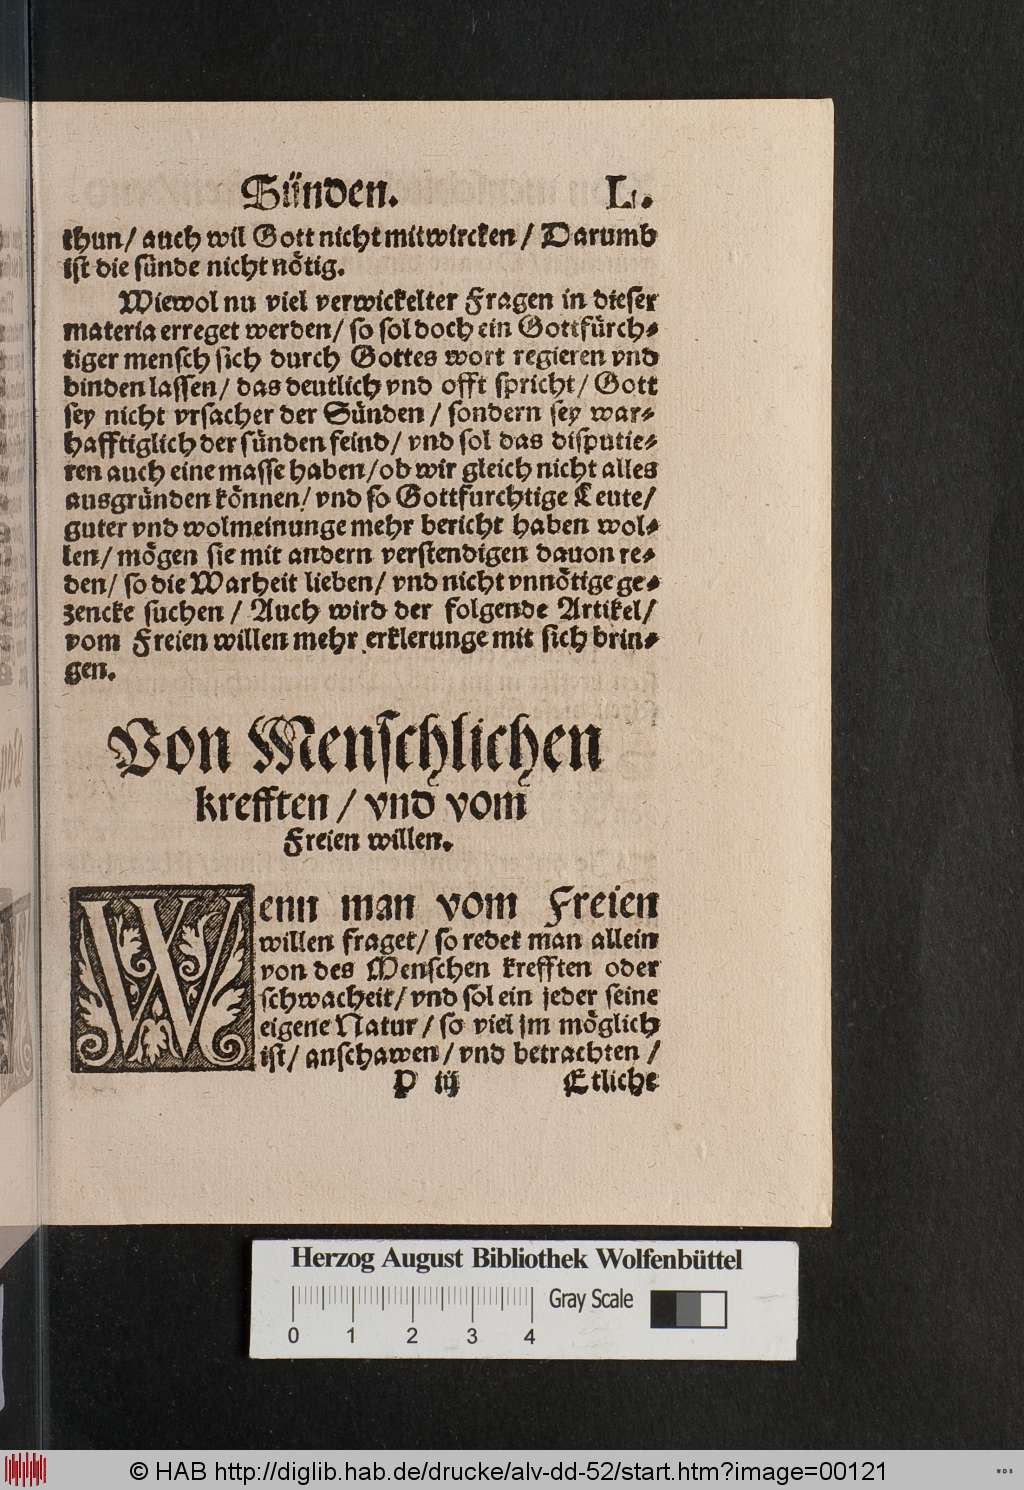 Sünden. L.
thun/ auch wil Gott nicht mitwircken / Darumb
ist die sünde nicht nötig.
Wiewol nu viel verwickelter Fragen in dieser
materia erreget werden/ so sol doch ein Gottfürch⸗
tiger mensch sich durch Gottes wort regieren vnd
binden lassen/ das deutlich vnd offt spricht/ Gott
sey nicht vrsacher der Sünden / sondern sey war⸗
hafftiglich der sünden feind/ vnd sol das disputie⸗
ren auch eine masse haben/ ob wir gleich nicht alles
ausgründen können/ vnd so Gottfurchtige Leute/
guter vnd wolmeinunge mehr bericht haben wol⸗
len/ mögen sie mit andern verstendigen dauon re⸗
den/ so die Warheit lieben/ vnd nicht vnnötige ge⸗
zencke suchen / Auch wird der folgende Artikel/
vom Freien willen mehr erklerunge mit sich brin⸗
gen.
Von Menschlichen
krefften / vnd vom
Freien willen.
Wenn man vom Freien
willen fraget/ so redet man allein
von des Menschen krefften oder
schwacheit/ vnd sol ein jeder seine
eigene Natur / so viel jm möglich
ist/ anschawen / vnd betrachten /
P iij Etliche
Herzog August Bibliothek Wolfenbüttel
Gray Scale
0 1 2 3 4
© HAB http://diglib.hab.de/drucke/alv-dd-52/start.htm?image=00121